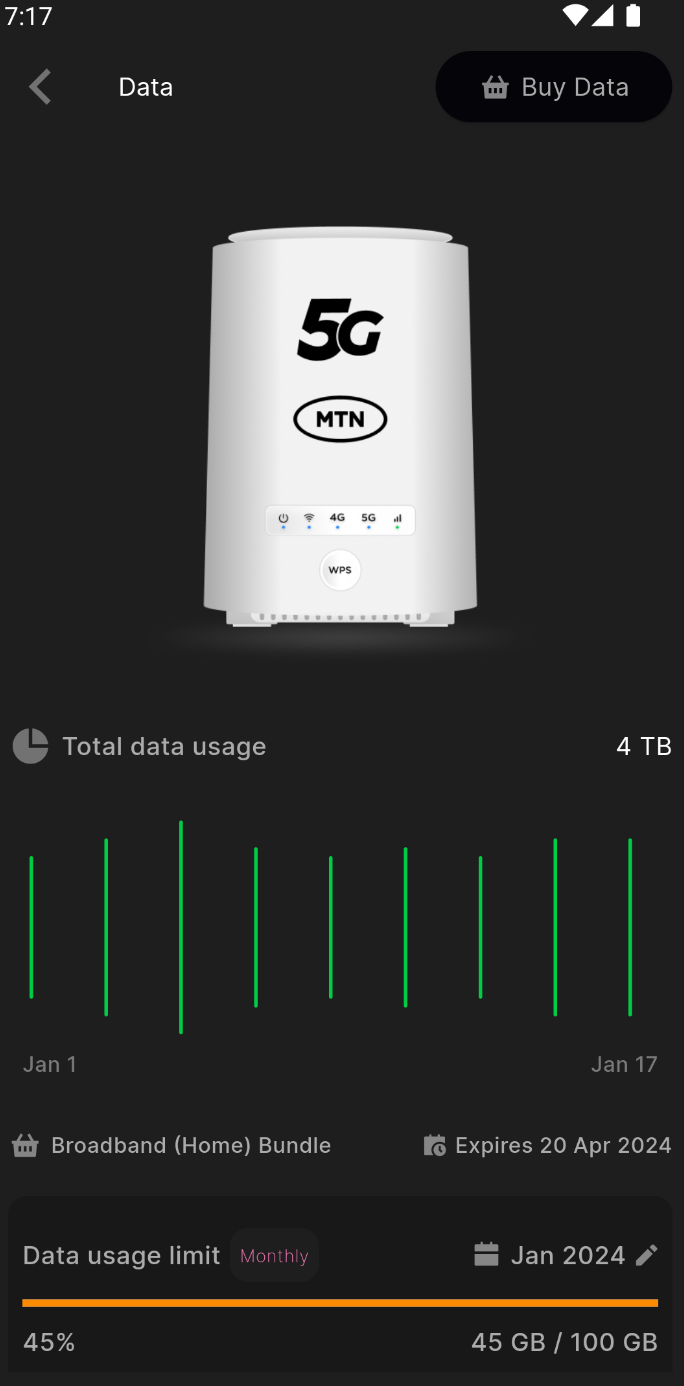 7:17
Data
Buy Data
5G
MTN
4G 5G
WPS
Total data usage 4 TB
Jan 1 Jan 17
Broadband (Home) Bundle Expires 20 Apr 2024
Data usage limit Monthly Jan 2024
45% 45 GB / 100 GB